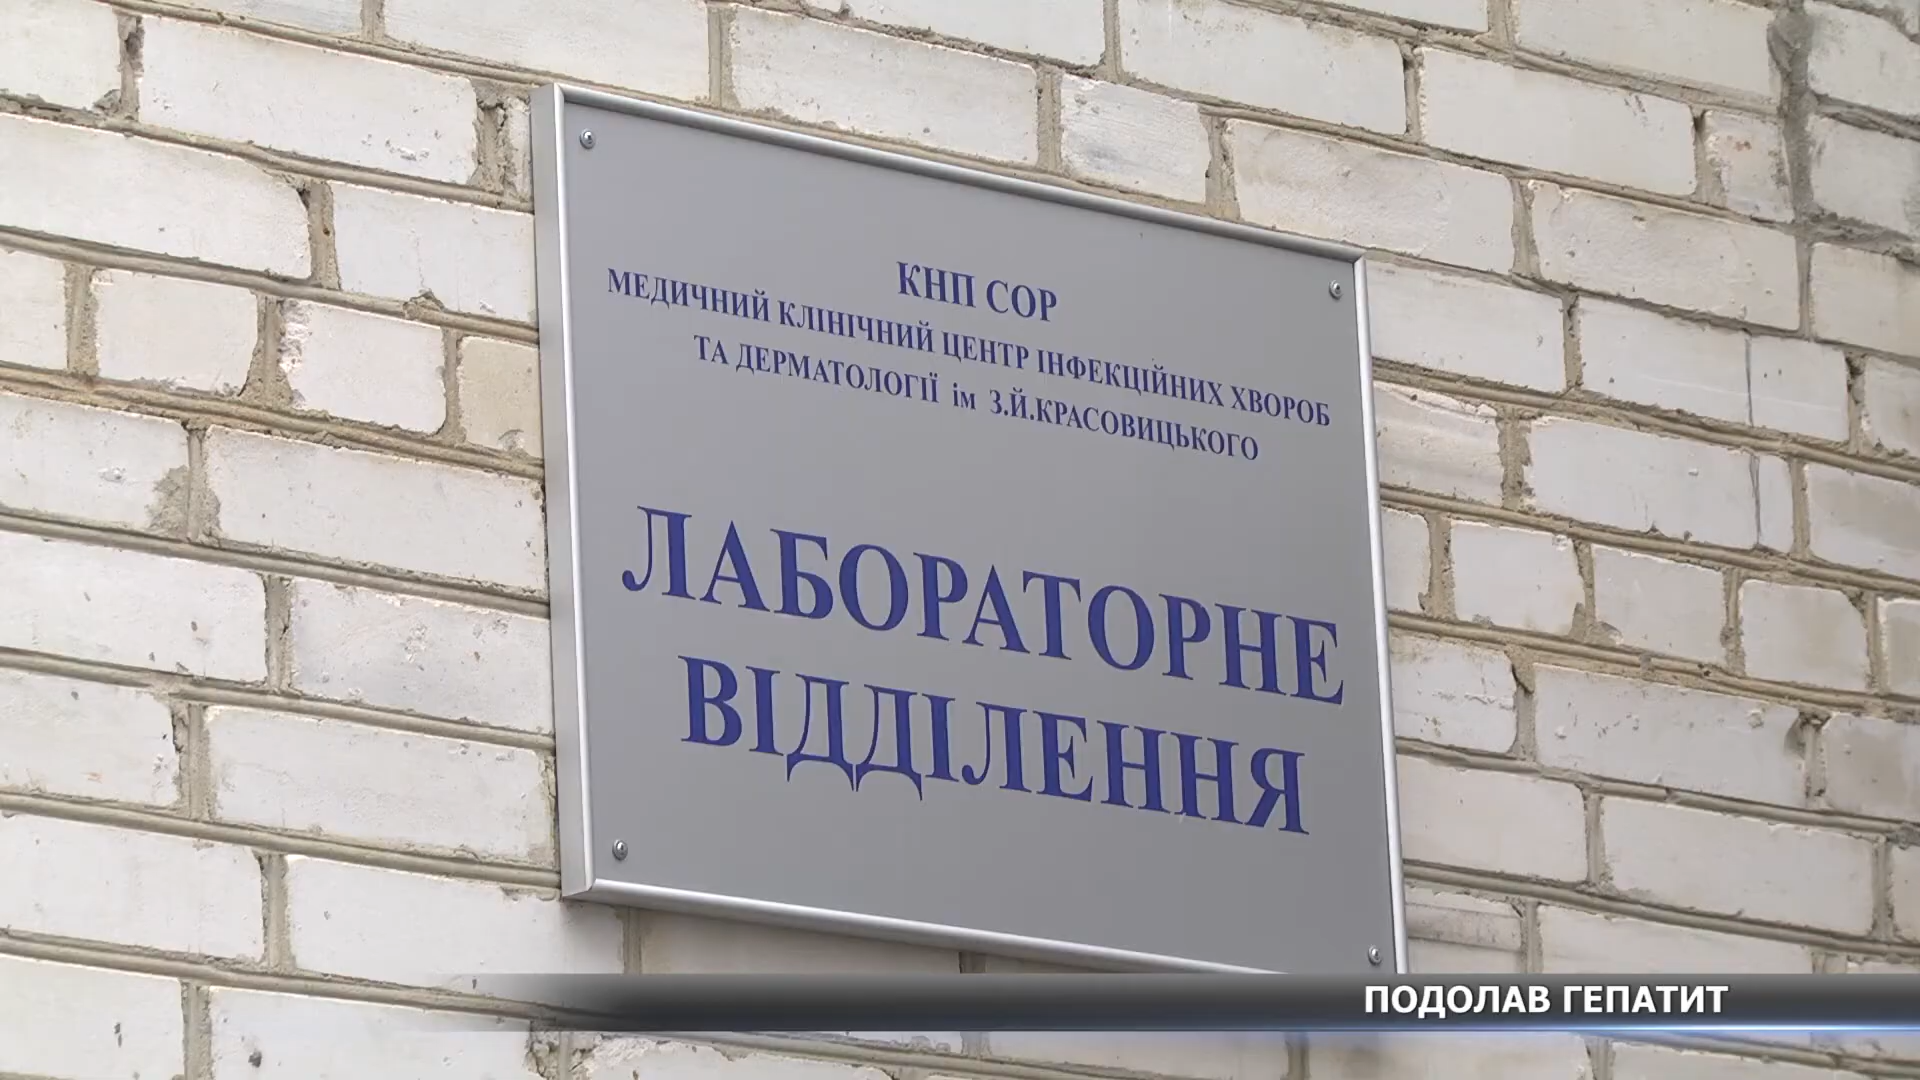 КНП СОР
МЕДИЧНИЙ КЛІНІЧНИЙ ЦЕНТР ІНФЕКЦІЙНИХ ХВОРОБ
ТА ДЕРМАТОЛОГІЇ ім З.Й.КРАСОВИЦЬКОГО
ЛАБОРАТОРНЕ
ВІДДІЛЕННЯ
ПОДОЛАВ ГЕПАТИТ